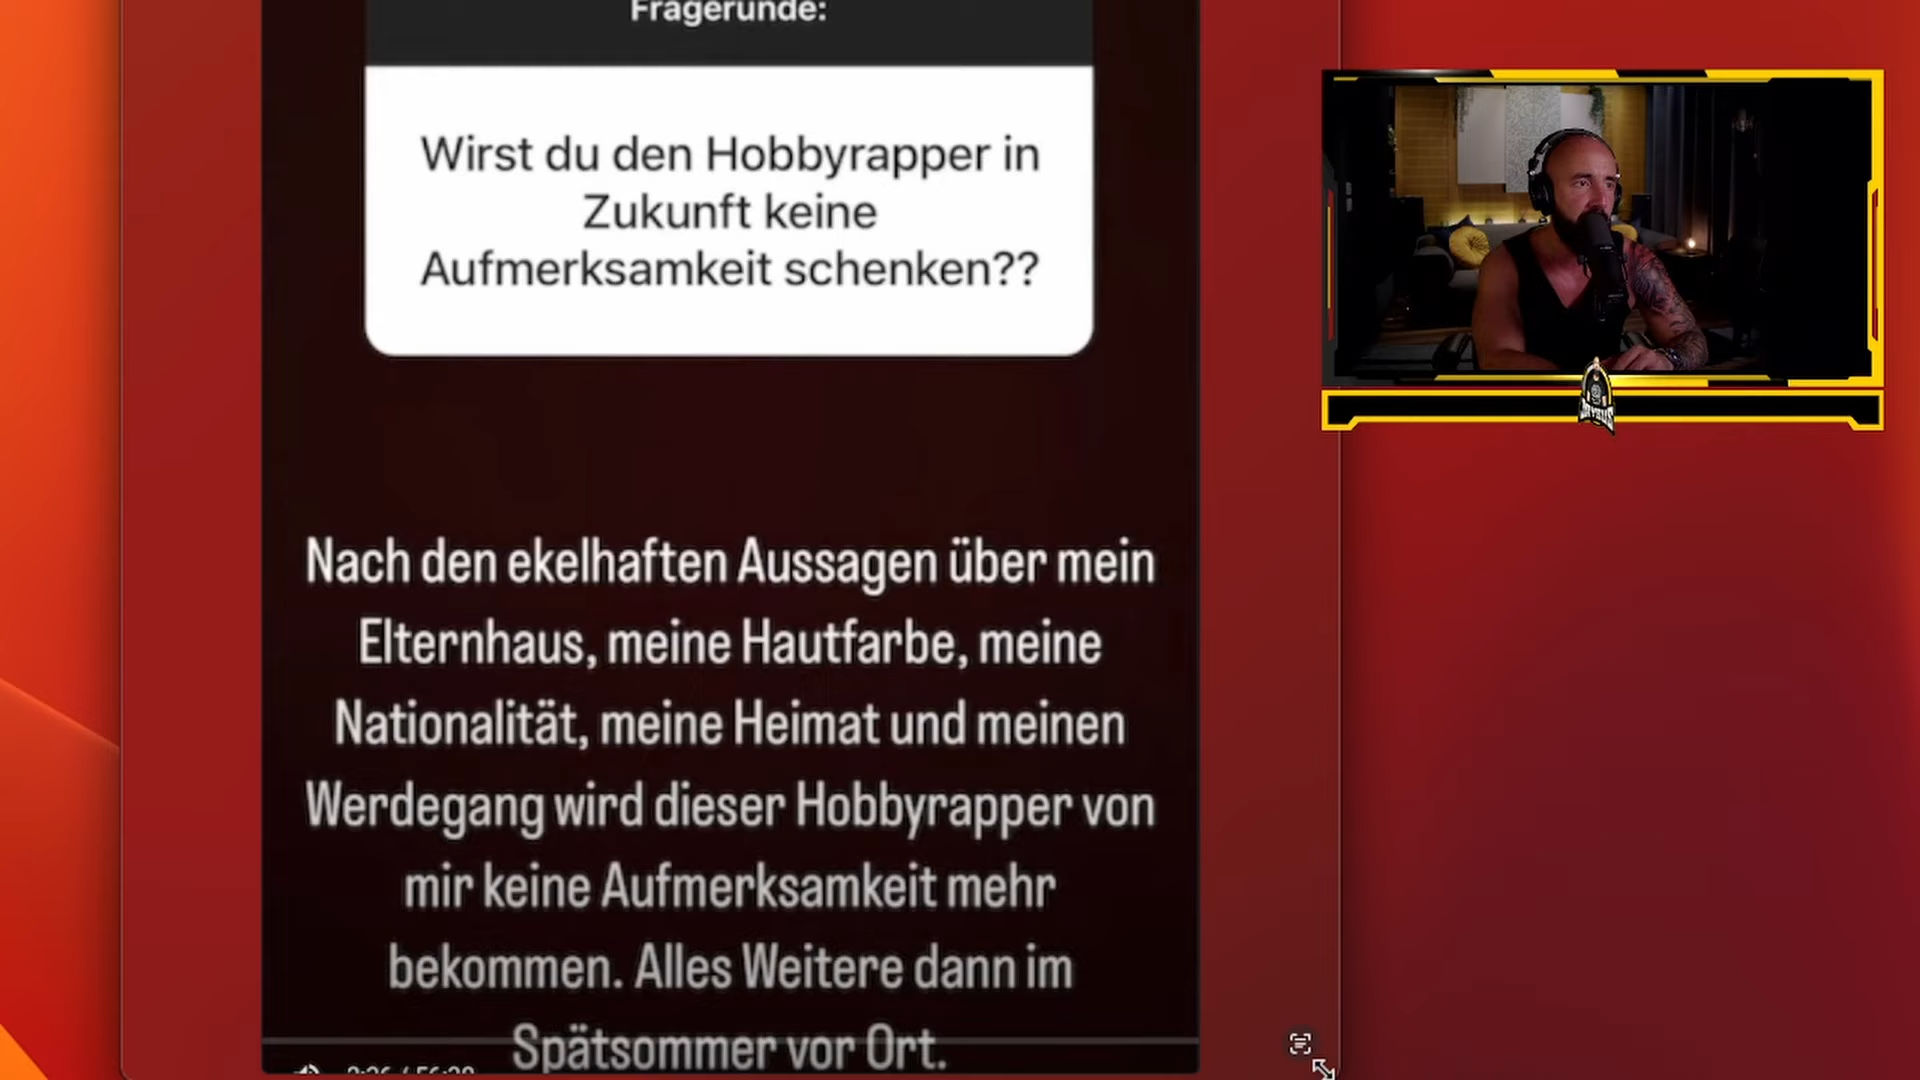 Fragerunde:
Wirst du den Hobbyrapper in
Zukunft keine
Aufmerksamkeit schenken??
Nach den ekelhaften Aussagen über mein
Elternhaus, meine Hautfarbe, meine
Nationalität, meine Heimat und meinen
Werdegang wird dieser Hobbyrapper von
mir keine Aufmerksamkeit mehr
bekommen. Alles Weitere dann im
Spätsommer vor Ort.